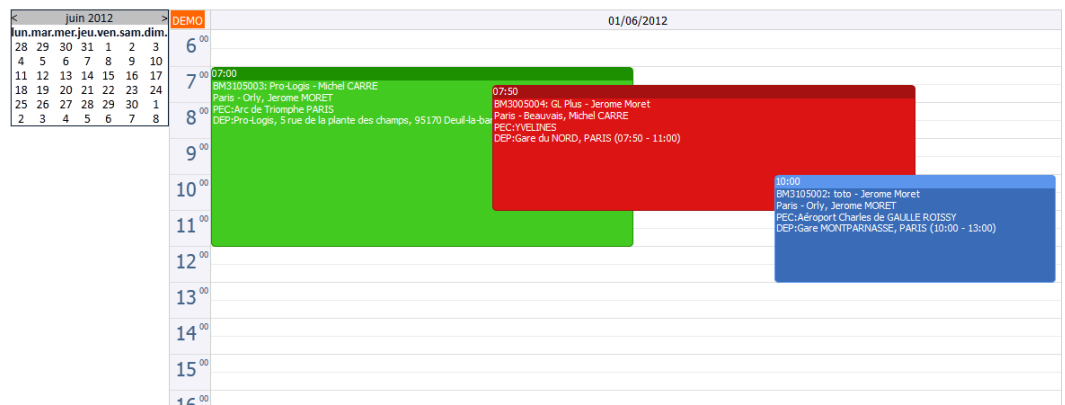 < juin 2012 >
lun.mar.mer.jeu.ven.sam.dim.
28 29 30 31 1 2 3
4 5 6 7 8 9 10
11 12 13 14 15 16 17
18 19 20 21 22 23 24
25 26 27 28 29 30 1
2 3 4 5 6 7 8
DEMO
01/06/2012
6 00
7 00
8 00
9 00
10 00
11 00
12 00
13 00
14 00
15 00
16 00
07:00
BM3105003: Pro-Logis - Michel CARRE
Paris - Orly, Jerome MORET
PEC:Arc de Triomphe PARIS
DEP:Pro-Logis, 5 rue de la plante des champs, 95170 Deuil-la-ba
07:50
BM3005004: GL Plus - Jerome Moret
Paris - Beauvais, Michel CARRE
PEC:YVELINES
DEP:Gare du NORD, PARIS (07:50 - 11:00)
10:00
BM3105002: toto - Jerome Moret
Paris - Orly, Jerome MORET
PEC:Aéroport Charles de GAULLE ROISSY
DEP:Gare MONTPARNASSE, PARIS (10:00 - 13:00)